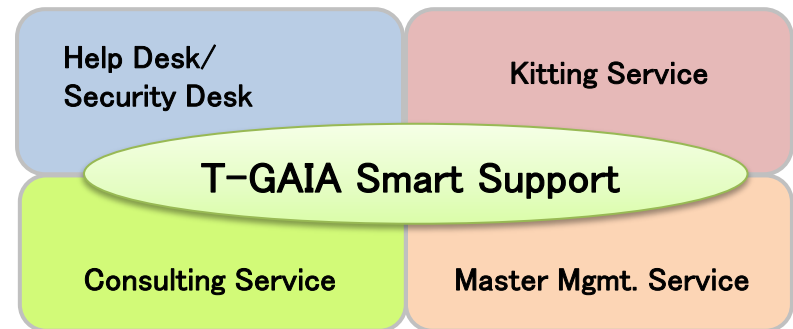 Help Desk/
Security Desk
Kitting Service
T-GAIA Smart Support
Consulting Service
Master Mgmt. Service